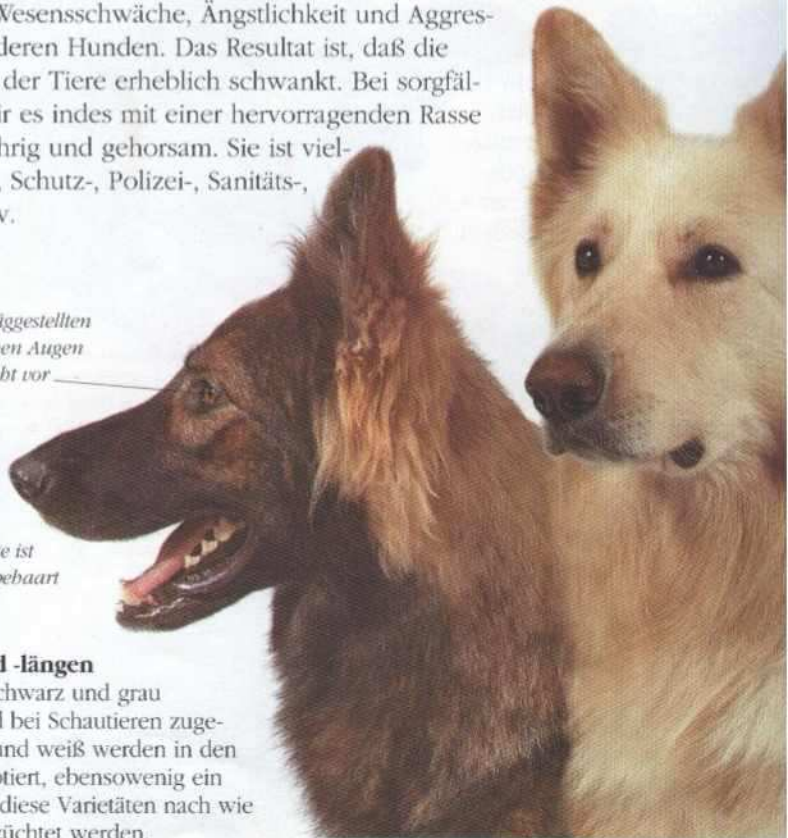 Wesensschwäche, Ängstlichkeit und Aggres-
deren Hunden. Das Resultat ist, daß die
der Tiere erheblich schwankt. Bei sorgfäl-
ir es indes mit einer hervorragenden Rasse
hrig und gehorsam. Sie ist viel-
, Schutz-, Polizei-, Sanitäts-,
v.
iggestellten
en Augen
bt vor
e ist
behaart
d -längen
chwarz und grau
d bei Schautieren zuge-
und weiß werden in den
ptiert, ebensowenig ein
diese Varietäten nach wie
züchtet werden